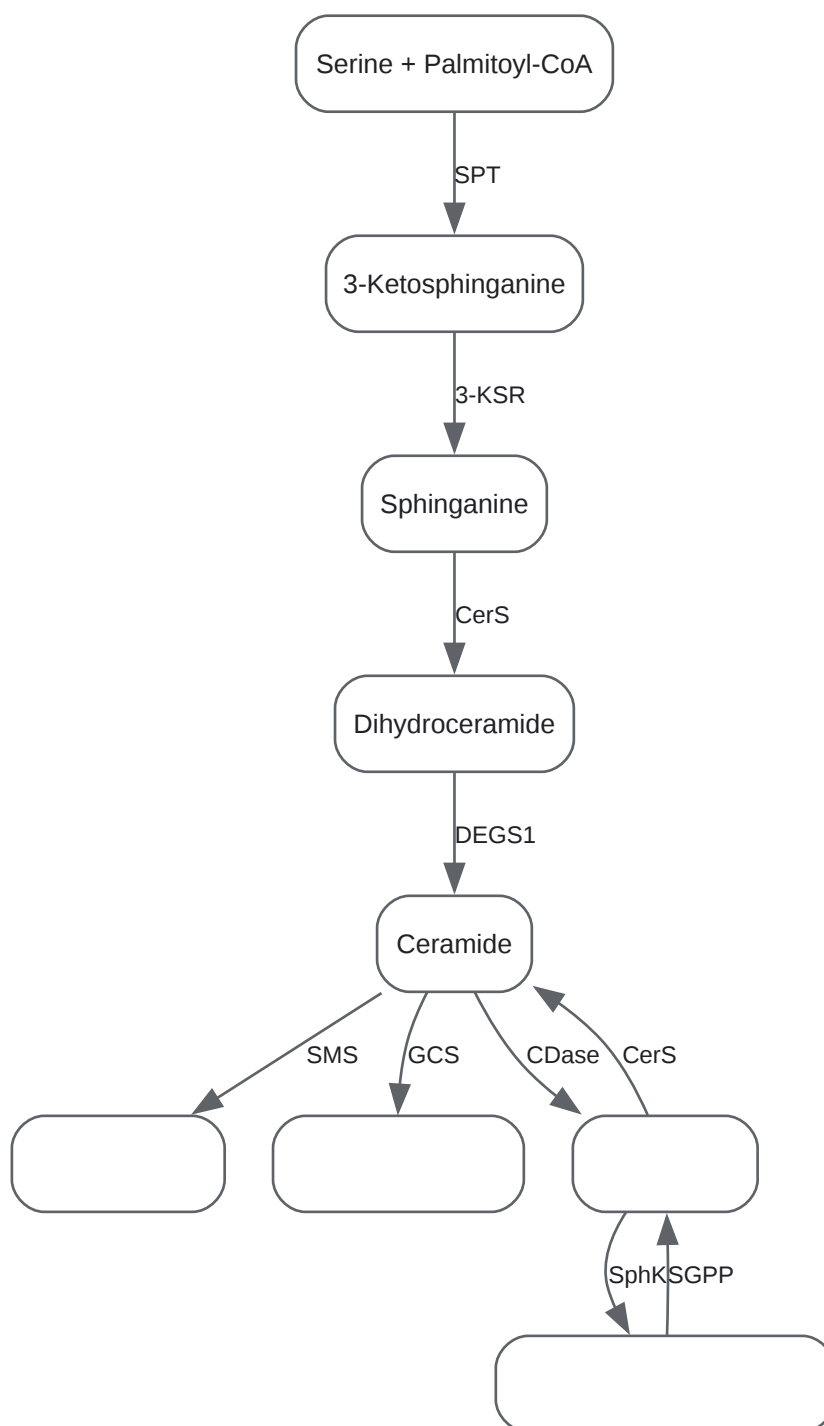 Serine + Palmitoyl-CoA
SPT
3-Ketosphinganine
3-KSR
Sphinganine
CerS
Dihydroceramide
DEGS1
Ceramide
SMS
GCS
CDase
CerS
SphK
SGPP